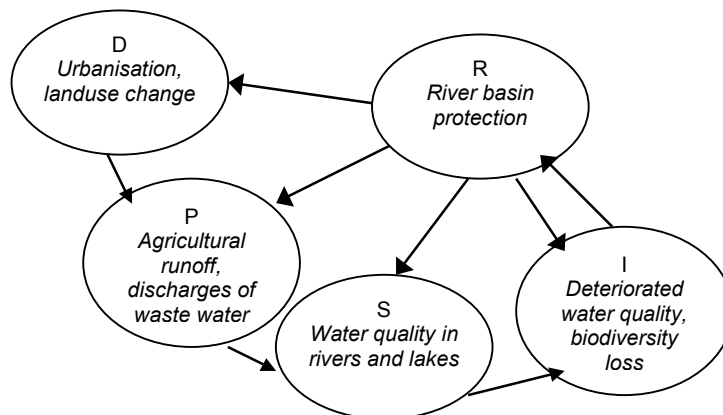 D
Urbanisation,
landuse change
R
River basin
protection
P
Agricultural
runoff,
discharges of
waste water
S
Water quality in
rivers and lakes
I
Deteriorated
water quality,
biodiversity
loss